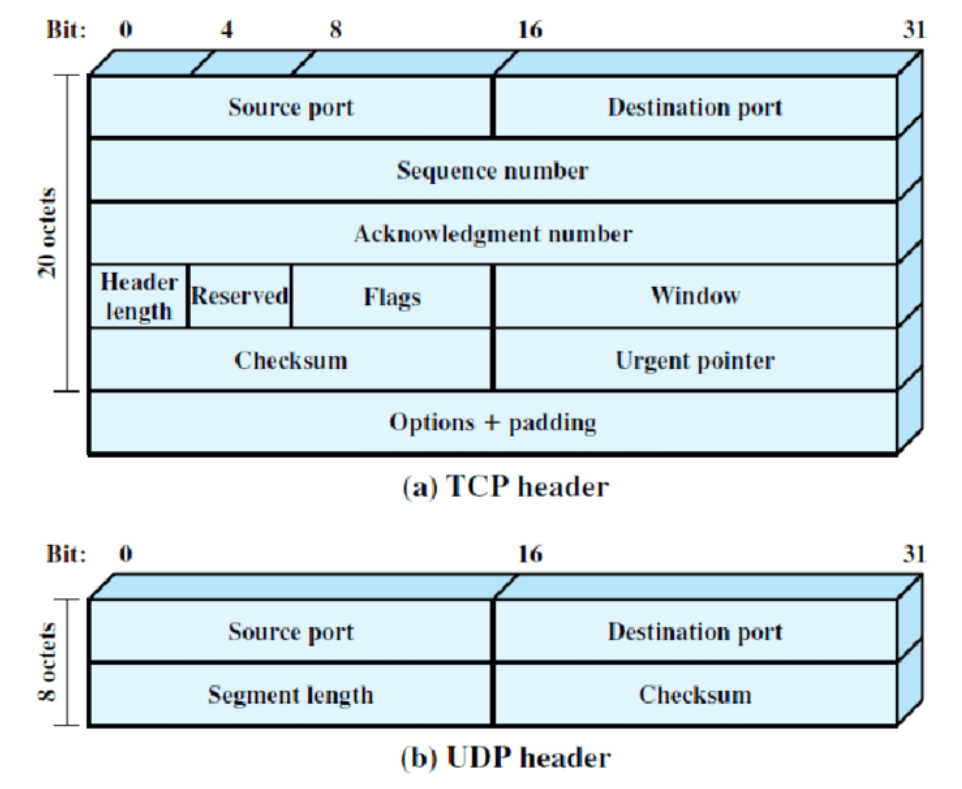 Bit: 0 4 8 16 31
20 octets
Source port Destination port
Sequence number
Acknowledgment number
Header
length Reserved Flags Window
Checksum Urgent pointer
Options + padding
(a) TCP header
Bit: 0 16 31
8 octets
Source port Destination port
Segment length Checksum
(b) UDP header